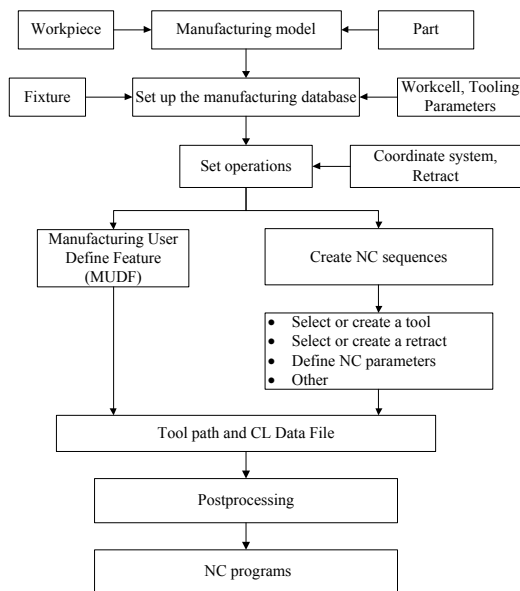 Workpiece
Manufacturing model
Part
Fixture
Set up the manufacturing database
Workcell, Tooling
Parameters
Set operations
Coordinate system,
Retract
Manufacturing User
Define Feature
(MUDF)
Create NC sequences
• Select or create a tool
• Select or create a retract
• Define NC parameters
• Other
Tool path and CL Data File
Postprocessing
NC programs